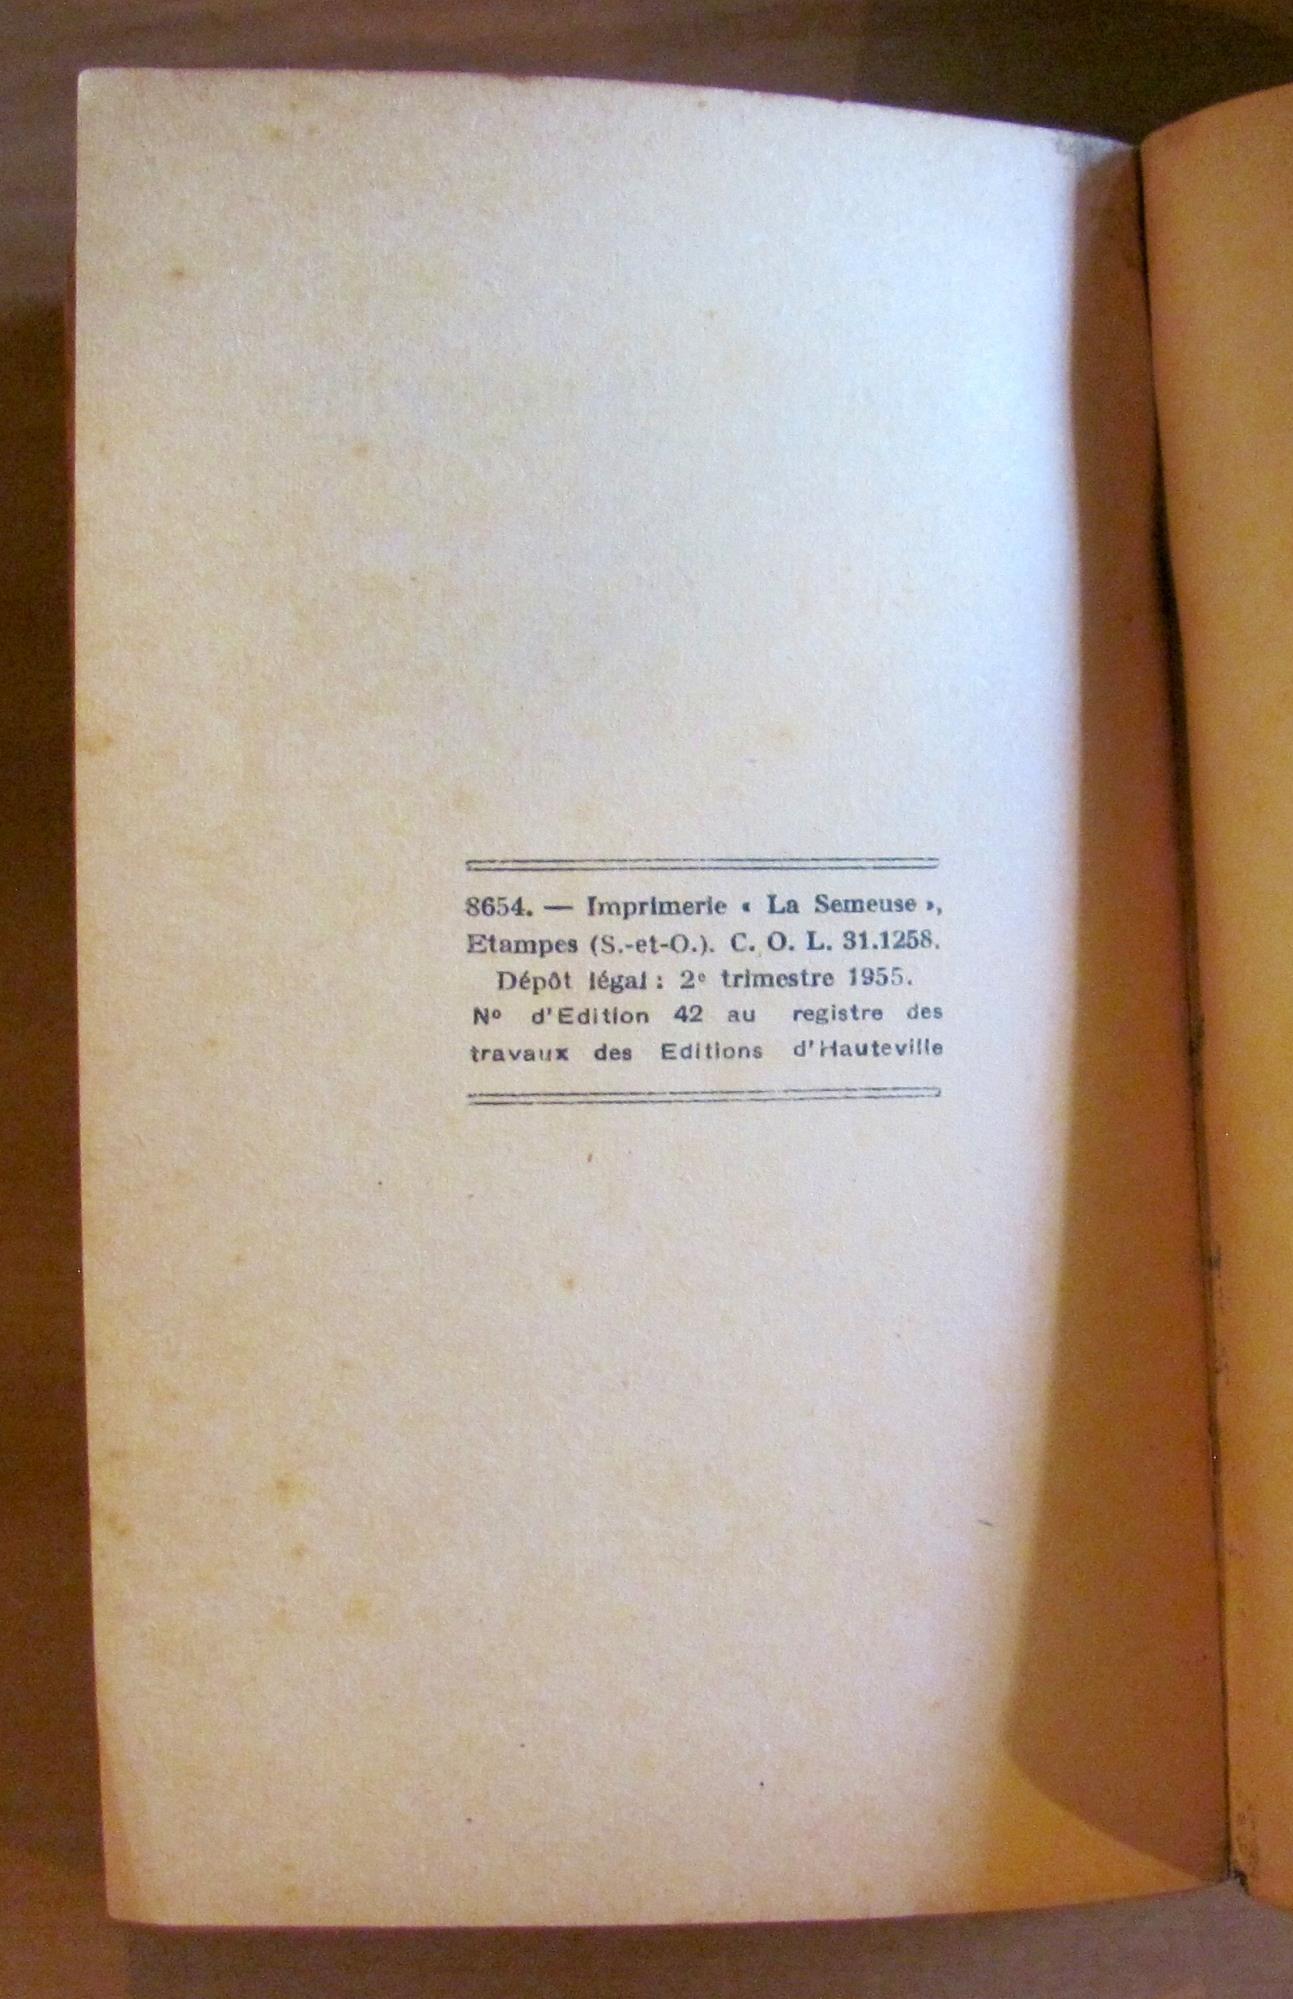 8654. — Imprimerie « La Semeuse »,
Etampes (S.-et-O.). C. O. L. 31.1258.
Dépôt légal : 2e trimestre 1955.
No d'Edition 42 au registre des
travaux des Editions d'Hauteville